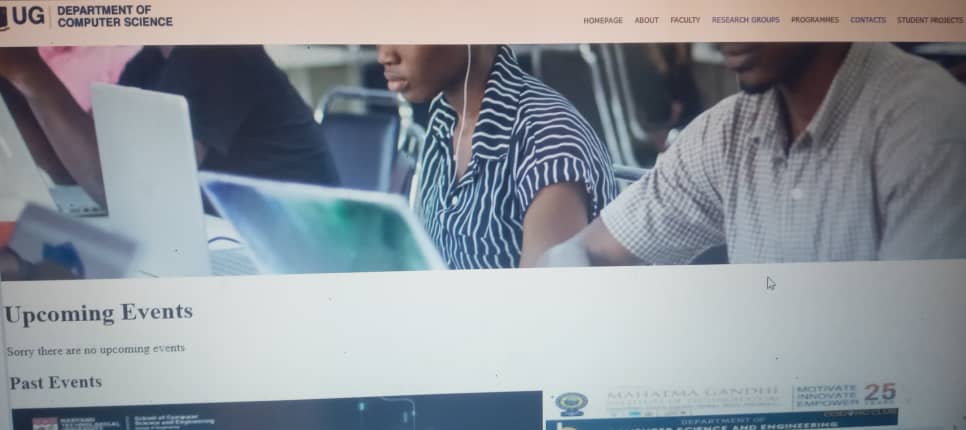 UG
DEPARTMENT OF
COMPUTER SCIENCE
HOMEPAGE ABOUT FACULTY RESEARCH GROUPS PROGRAMMES CONTACTS STUDENT PROJECTS
Upcoming Events
Sorry there are no upcoming events
Past Events
NANYANG
TECHNOLOGICAL
School of Computer
Science and Engineering
MAHATMA GANDHI
MOTIVATE
INNOVATE
EMPOWER
25
DEPARTMENT OF
SCIENCE AND ENGINEERING